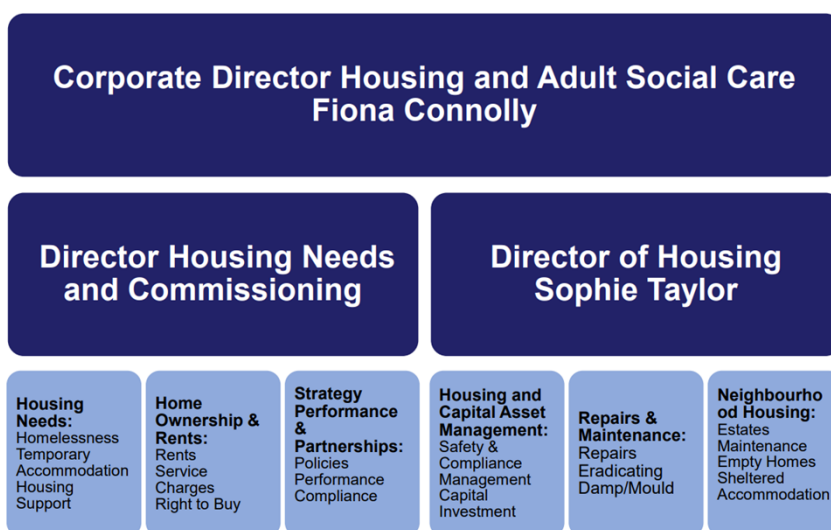 Corporate Director Housing and Adult Social Care
Fiona Connolly
Director Housing Needs
and Commissioning
Director of Housing
Sophie Taylor
Housing
Needs:
Homelessness
Temporary
Accommodation
Housing
Support
Home
Ownership &
Rents:
Rents
Service
Charges
Right to Buy
Strategy
Performance
&
Partnerships:
Policies
Performance
Compliance
Housing and
Capital Asset
Management:
Safety &
Compliance
Management
Capital
Investment
Repairs &
Maintenance:
Repairs
Eradicating
Damp/Mould
Neighbourho
od Housing:
Estates
Maintenance
Empty Homes
Sheltered
Accommodation